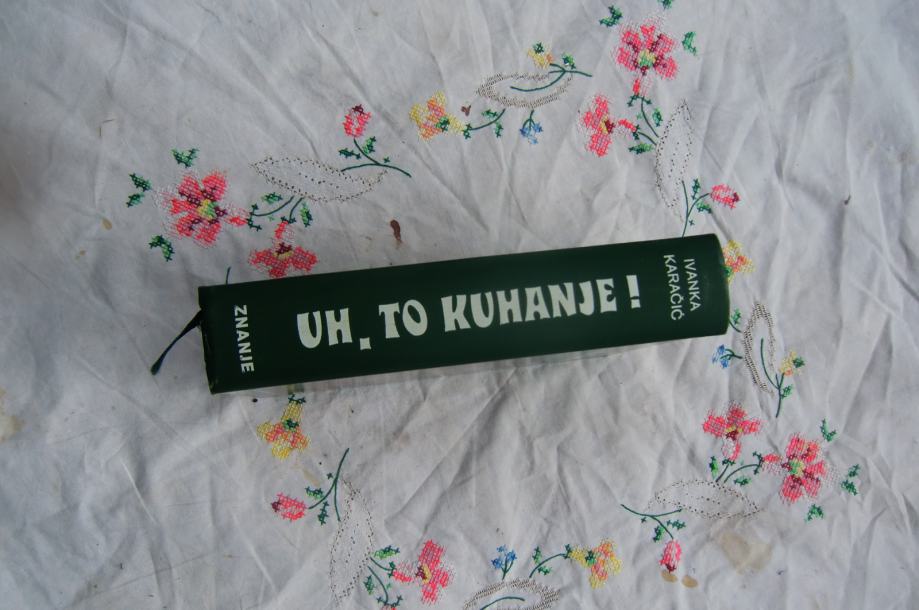 ZNANJE
UH, TO KUHANJE!
IVANKA
KARAČIĆ